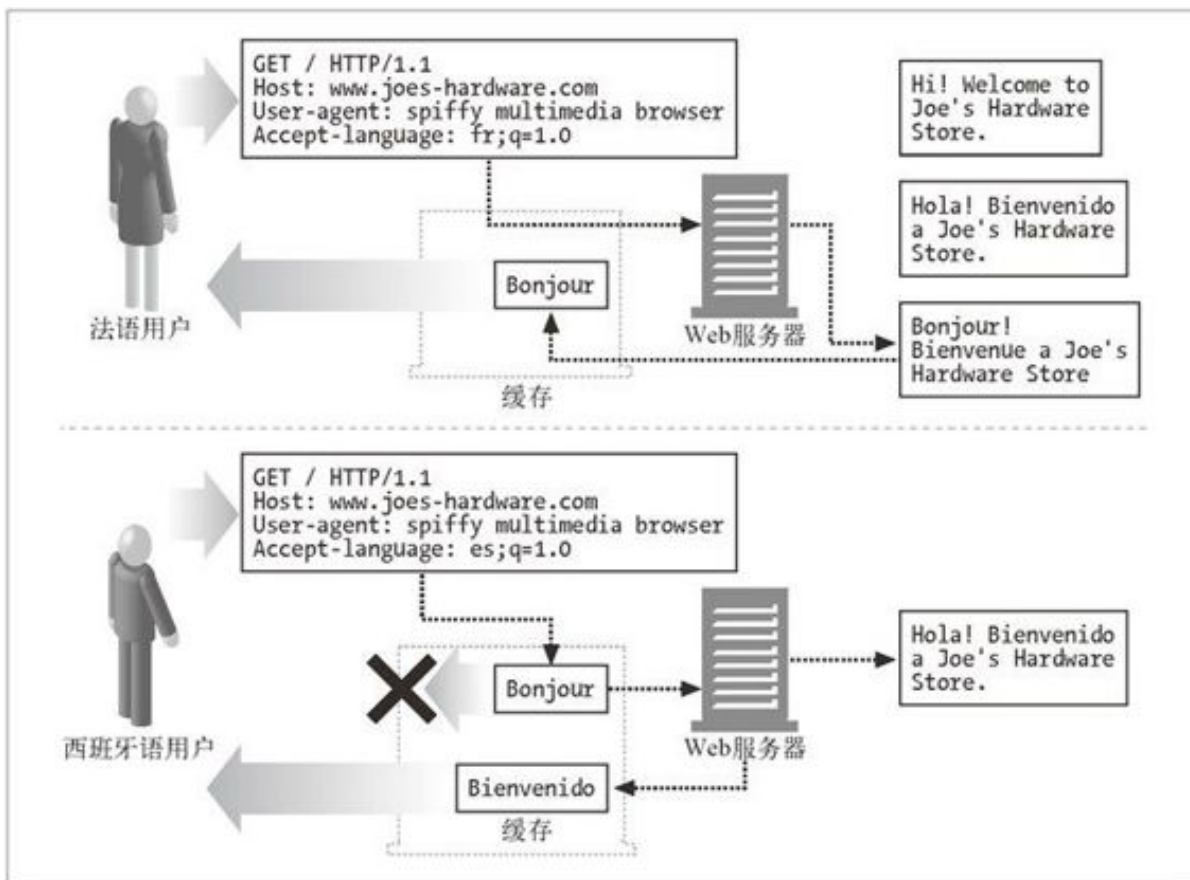 GET / HTTP/1.1
Host: www.joes-hardware.com
User-agent: spiffy multimedia browser
Accept-language: fr;q=1.0
Hi! Welcome to
Joe's Hardware
Store.
Hola! Bienvenido
a Joe's Hardware
Store.
Bonjour
法语用户
Web服务器
Bonjour!
Bienvenue a Joe's
Hardware Store
缓存
GET / HTTP/1.1
Host: www.joes-hardware.com
User-agent: spiffy multimedia browser
Accept-language: es;q=1.0
Hola! Bienvenido
a Joe's Hardware
Store.
Bonjour
西班牙语用户
Web服务器
Bienvenido
缓存